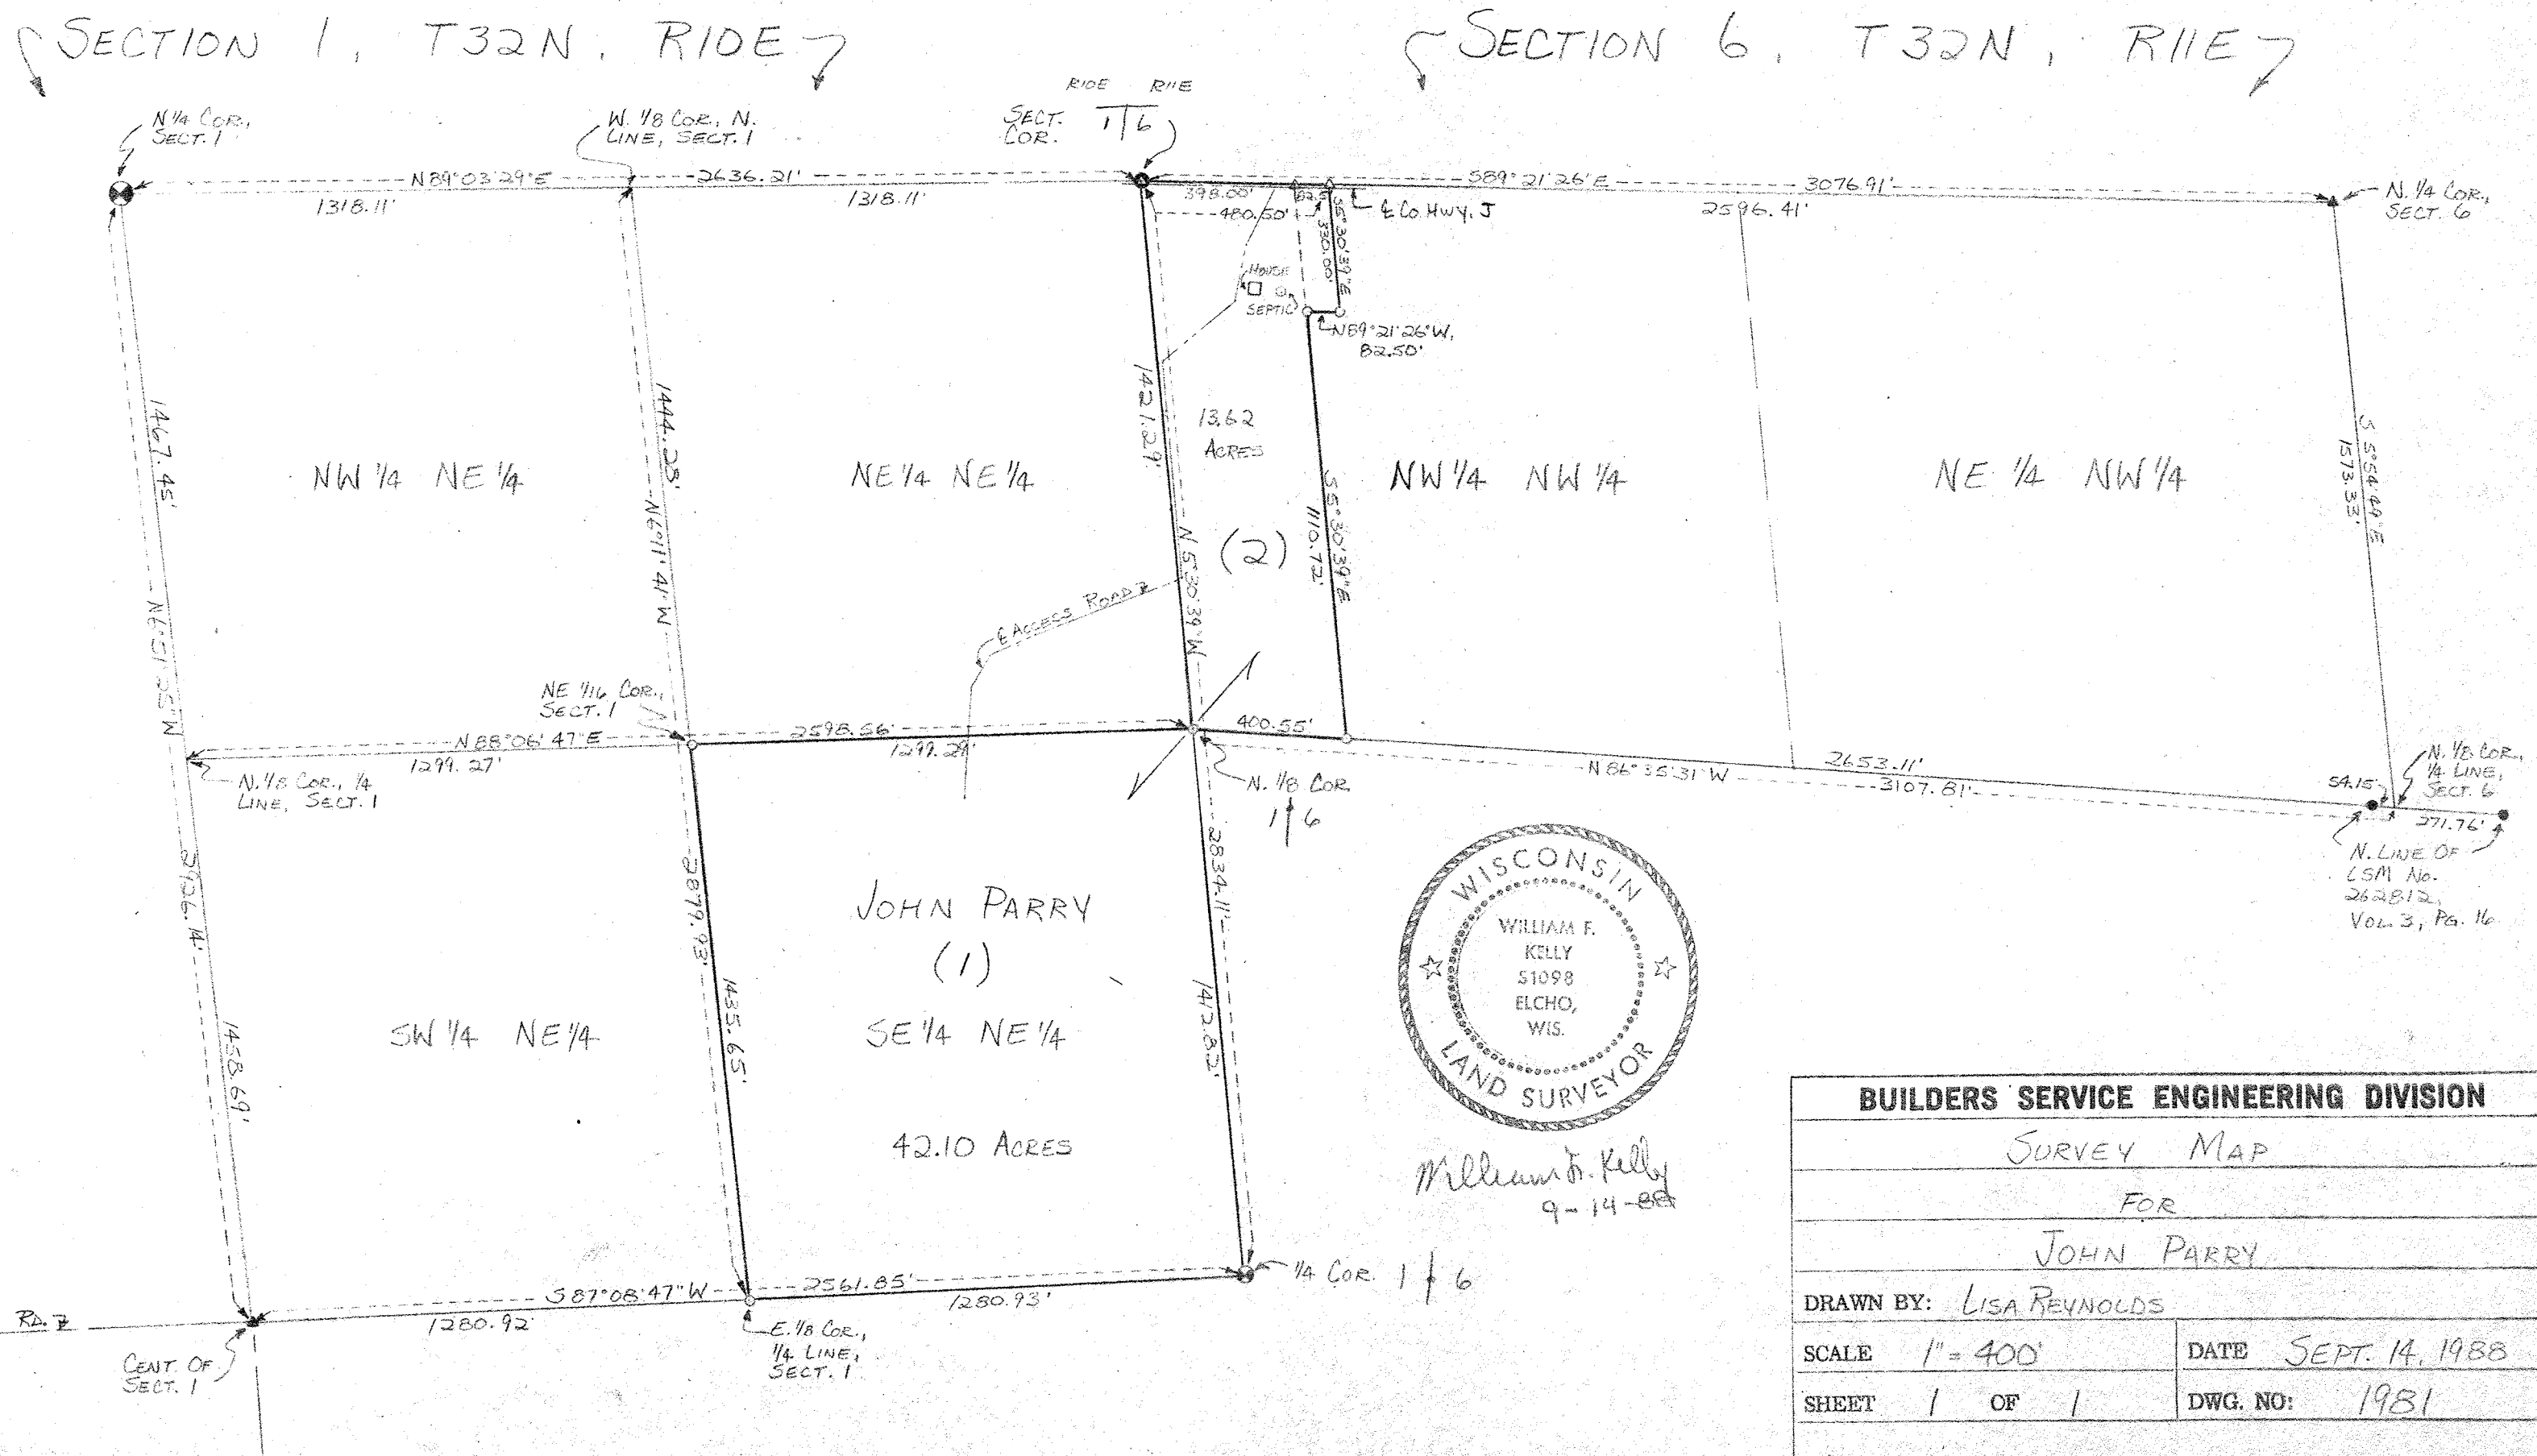 SECTION 1, T32N, R10E
SECTION 6, T32N, R11E
R10E R11E
SECT. COR. 1 6
N 1/4 COR.,
SECT. 1
W. 1/8 COR., N.
LINE, SECT. 1
N. 1/4 COR.,
SECT. 6
N 89°03'29"E
2636.21'
1318.11'
1318.11'
398.00'
82.5'
480.50'
℄ CO. HWY. J
S89°21'26"E
3076.91'
2596.41'
S5°30'39"E
330.00'
HOUSE
SEPTIC
N89°21'26"W,
82.50'
1467.45'
N6°51'25"W
1444.28'
N6°11'41"W
1421.29'
N5°30'39"W
13.62
ACRES
(2)
S5°30'39"E
1110.72'
S 5°54'49"E
1573.33'
NW 1/4 NE 1/4
NE 1/4 NE 1/4
NW 1/4 NW 1/4
NE 1/4 NW 1/4
℄ ACCESS ROAD
NE 1/16 COR.,
SECT. 1
N 88°06'47"E
2598.56'
1299.27'
1299.29'
400.55'
N. 1/8 COR., 1/4
LINE, SECT. 1
N. 1/8 COR.
1 6
N 86°35'31"W
2653.11'
3107.81'
54.15'
N. 1/8 COR.,
1/4 LINE,
SECT. 6
271.76'
N. LINE OF
CSM NO.
262812,
VOL. 3, PG. 16
2926.14'
1458.69'
2879.93'
1435.65'
2834.11'
1412.82'
JOHN PARRY
(1)
SW 1/4 NE 1/4
SE 1/4 NE 1/4
42.10 ACRES
WISCONSIN
WILLIAM F.
KELLY
S1098
ELCHO,
WIS.
LAND SURVEYOR
William F. Kelly
9-14-88
S 87°08'47"W
2561.85'
1280.92'
1280.93'
1/4 COR. 1 6
RD.
CENT. OF
SECT. 1
E. 1/8 COR.,
1/4 LINE,
SECT. 1
BUILDERS SERVICE ENGINEERING DIVISION
SURVEY MAP
FOR
JOHN PARRY
DRAWN BY: LISA REYNOLDS
SCALE 1" = 400' DATE SEPT. 14, 1988
SHEET 1 OF 1 DWG. NO: 1981